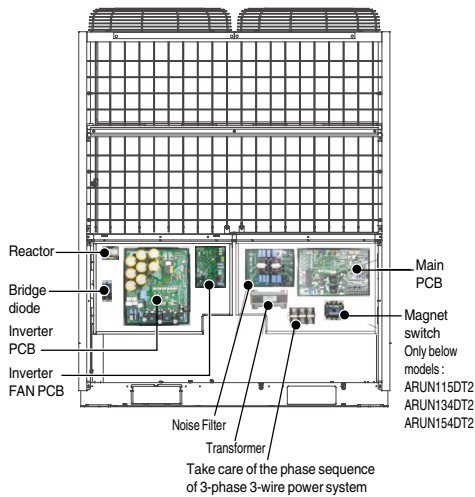 Reactor
Bridge
diode
Inverter
PCB
Inverter
FAN PCB
Main
PCB
Magnet
switch
Only below
models :
ARUN115DT2
ARUN134DT2
ARUN154DT2
Noise Filter
Transformer
Take care of the phase sequence
of 3-phase 3-wire power system